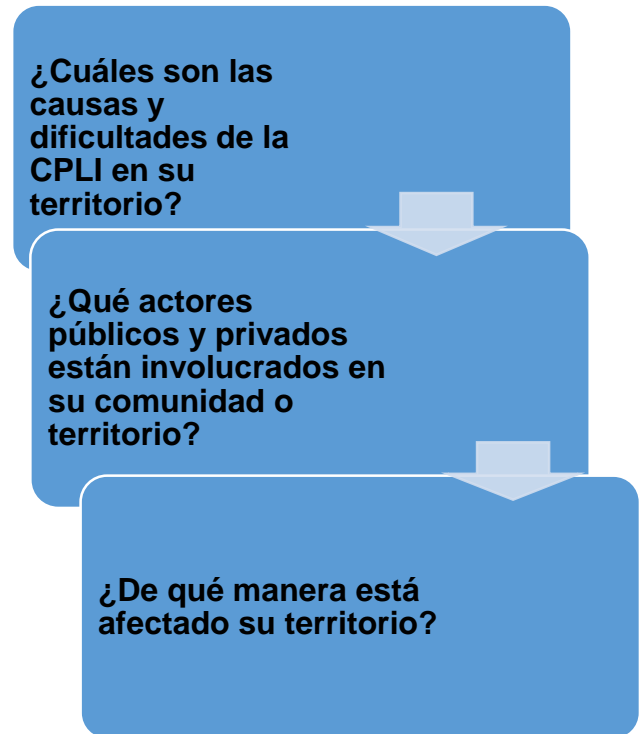 ¿Cuáles son las
causas y
dificultades de la
CPLI en su
territorio?
¿Qué actores
públicos y privados
están involucrados en
su comunidad o
territorio?
¿De qué manera está
afectado su territorio?